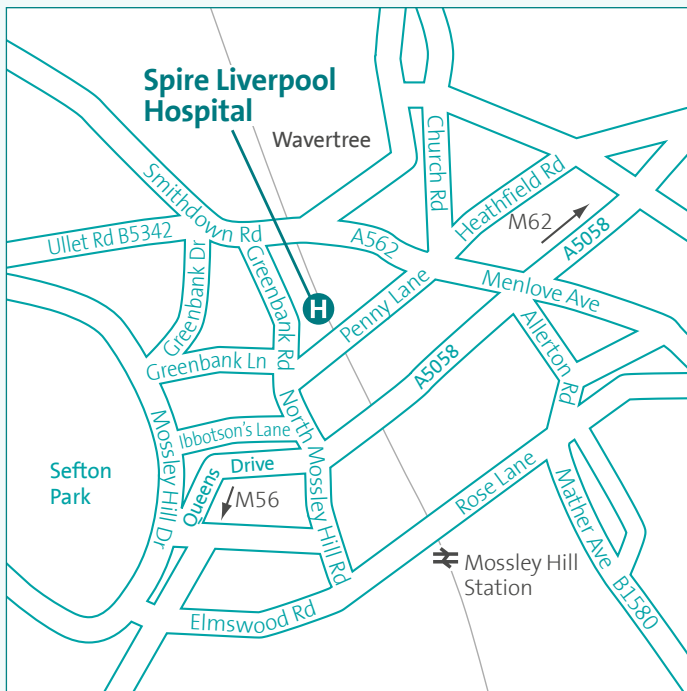 Spire Liverpool
Hospital
Wavertree
Church Rd
Heathfield Rd
M62
A5058
Smithdown Rd
Ullet Rd B5342
A562
Greenbank Dr
Greenbank Rd
H
Penny Lane
Menlove Ave
Allerton Rd
A5058
Greenbank Ln
Mossley Hill Dr
Ibbotson's Lane
North Mossley Hill Rd
Queens Drive
M56
Sefton
Park
Rose Lane
Mather Ave B1580
Mossley Hill
Station
Elmswood Rd